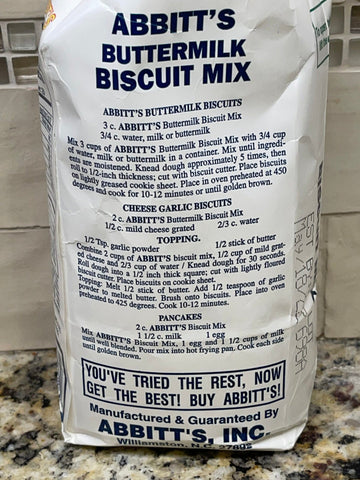 ABBITT'S
BUTTERMILK
BISCUIT MIX
ABBITT'S BUTTERMILK BISCUITS
3 c. ABBITT'S Buttermilk Biscuit Mix
3/4 c. water, milk or buttermilk
Mix 3 cups of ABBITT'S Buttermilk Biscuit Mix with 3/4 cup
of water, milk or buttermilk in a container. Mix until ingredi-
ents are moistened. Knead dough approximately 5 times, then
roll to 1/2-inch thickness; cut with biscuit cutter. Place biscuits
on lightly greased cookie sheet. Place in oven preheated at 450
degrees and cook for 10-12 minutes or until golden brown.
CHEESE GARLIC BISCUITS
2 c. ABBITT'S Buttermilk Biscuit Mix
1/2 c. mild cheese grated 2/3 c. water
TOPPING.
1/2 Tsp. garlic powder 1/2 stick of butter
Combine 2 cups of ABBITT'S biscuit mix, 1/2 cup of mild grat-
ed cheese and 2/3 cup of water / Knead dough for 30 seconds.
Roll dough into a 1/2 inch thick square; cut with lightly floured
biscuit cutter. Place biscuits on cookie sheet.
Topping: Melt 1/2 stick of butter. Add 1/2 teaspoon of garlic
powder to melted butter. Brush onto biscuits. Place into oven
preheated to 425 degrees. Cook 10-12 minutes.
PANCAKES
2 c. ABBITT'S Biscuit Mix
1 1/2 c. milk 1 egg
Mix ABBITT'S Biscuit Mix, 1 egg and 1 1/2 cups of milk
until well blended. Pour mix into hot frying pan. Cook each side
until golden brown.
YOU'VE TRIED THE REST, NOW
GET THE BEST! BUY ABBITT'S!
Manufactured & Guaranteed By
ABBITT'S, INC.
Williamston, N.C. 27892